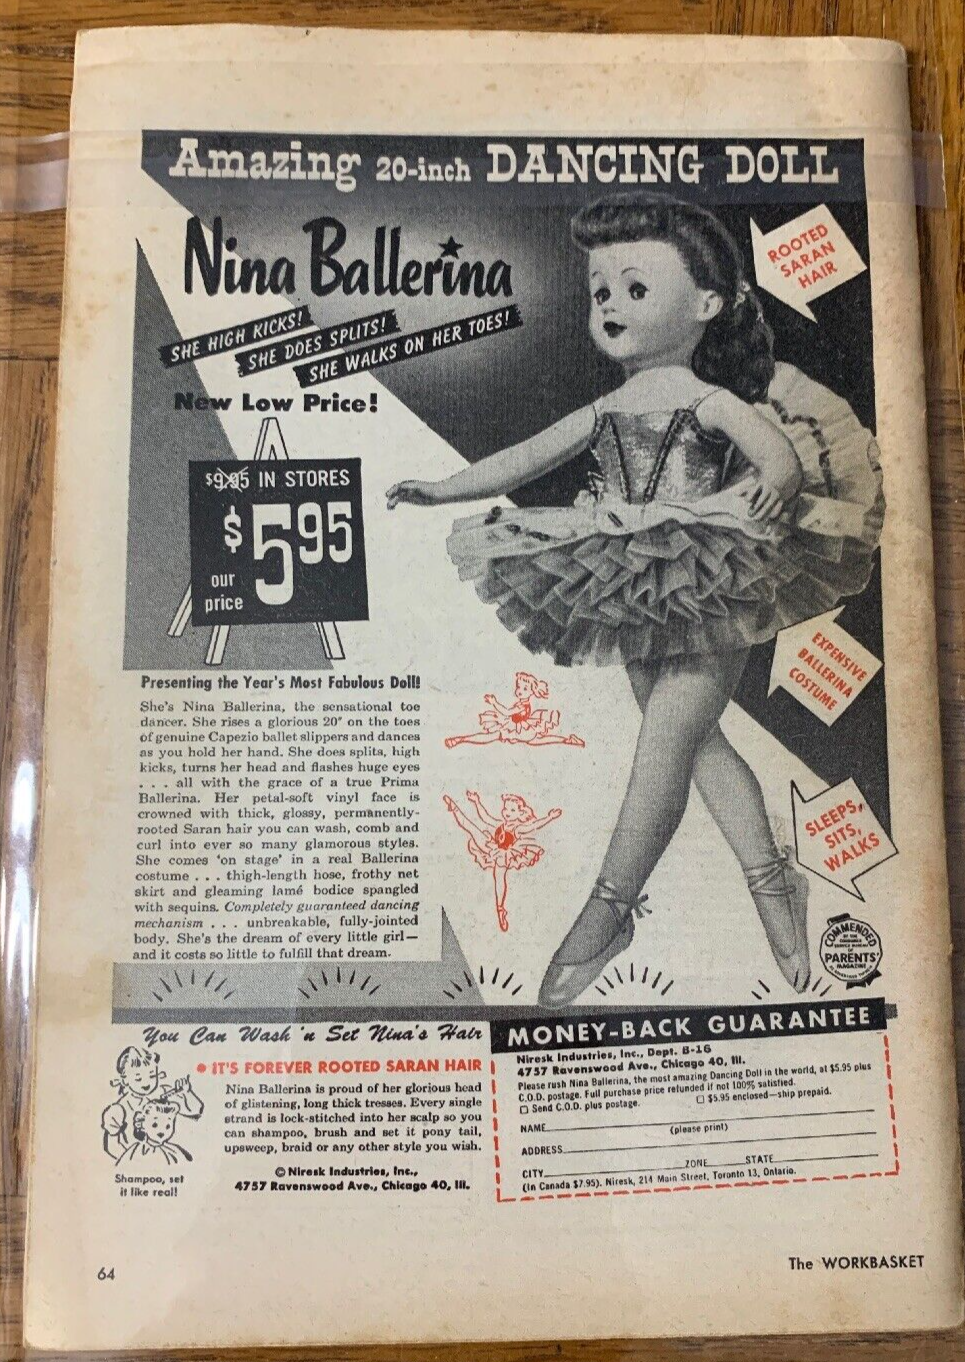 Amazing 20-inch DANCING DOLL
Nina Ballerina
SHE HIGH KICKS!
SHE DOES SPLITS!
SHE WALKS ON HER TOES!
New Low Price!
$9.95 IN STORES
$5.95
our
price
ROOTED
SARAN
HAIR
EXPENSIVE
BALLERINA
COSTUME
SLEEPS,
SITS,
WALKS
Presenting the Year's Most Fabulous Doll!
She's Nina Ballerina, the sensational toe
dancer. She rises a glorious 20" on the toes
of genuine Capezio ballet slippers and dances
as you hold her hand. She does splits, high
kicks, turns her head and flashes huge eyes
. . . all with the grace of a true Prima
Ballerina. Her petal-soft vinyl face is
crowned with thick, glossy, permanently-
rooted Saran hair you can wash, comb and
curl into ever so many glamorous styles.
She comes 'on stage' in a real Ballerina
costume . . . thigh-length hose, frothy net
skirt and gleaming lamé bodice spangled
with sequins. Completely guaranteed dancing
mechanism . . . unbreakable, fully-jointed
body. She's the dream of every little girl—
and it costs so little to fulfill that dream.
COMMENDED
PARENTS'
MAGAZINE
You Can Wash 'n Set Nina's Hair
• IT'S FOREVER ROOTED SARAN HAIR
Nina Ballerina is proud of her glorious head
of glistening, long thick tresses. Every single
strand is lock-stitched into her scalp so you
can shampoo, brush and set it pony tail,
upsweep, braid or any other style you wish.
© Niresk Industries, Inc.,
4757 Ravenswood Ave., Chicago 40, Ill.
Shampoo, set
it like real!
MONEY-BACK GUARANTEE
Niresk Industries, Inc., Dept. B-16
4757 Ravenswood Ave., Chicago 40, Ill.
Please rush Nina Ballerina, the most amazing Dancing Doll in the world, at $5.95 plus
C.O.D. postage. Full purchase price refunded if not 100% satisfied.
☐ Send C.O.D. plus postage. ☐ $5.95 enclosed—ship prepaid.
NAME
(please print)
ADDRESS
CITY ZONE STATE
(In Canada $7.95). Niresk, 214 Main Street, Toronto 13, Ontario.
64
The WORKBASKET